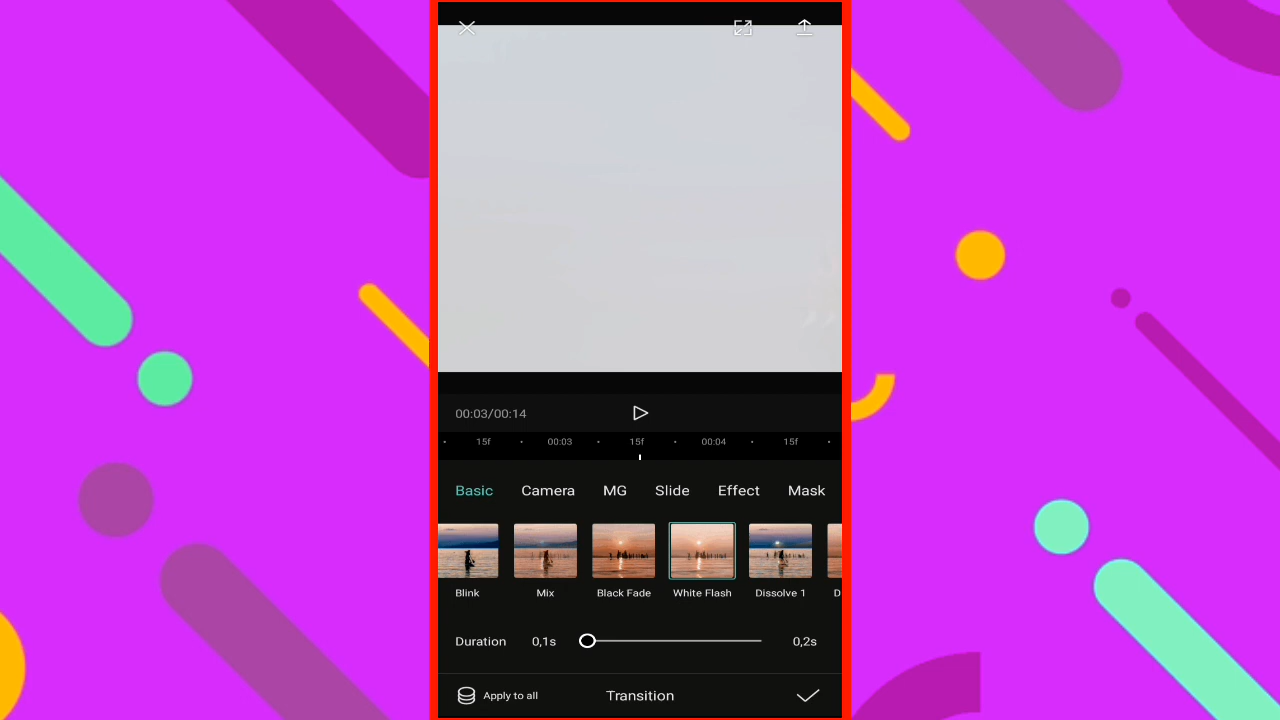 00:03/00:14
15f 00:03 15f 00:04 15f
Basic Camera MG Slide Effect Mask
Blink Mix Black Fade White Flash Dissolve 1 D
Duration 0,1s 0,2s
Apply to all Transition